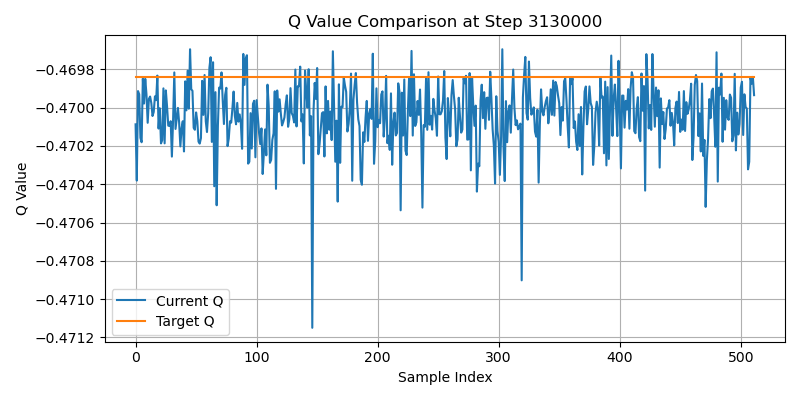 Q Value Comparison at Step 3130000
Q Value
−0.4698
−0.4700
−0.4702
−0.4704
−0.4706
−0.4708
−0.4710
−0.4712
Current Q
Target Q
0 100 200 300 400 500
Sample Index